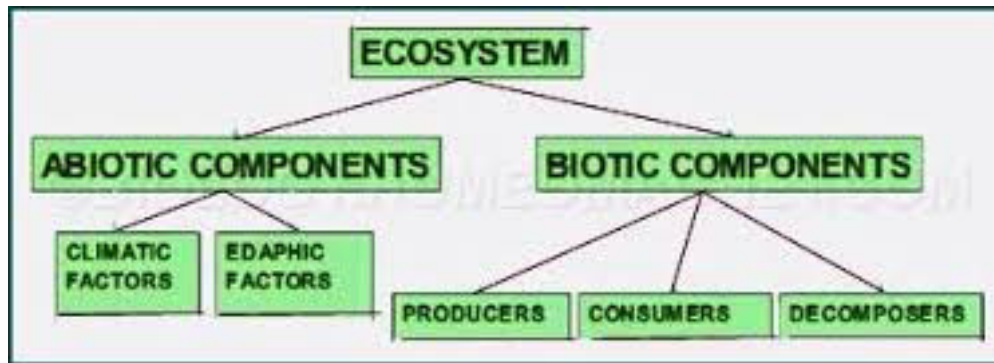 ECOSYSTEM
ABIOTIC COMPONENTS
BIOTIC COMPONENTS
CLIMATIC
FACTORS
EDAPHIC
FACTORS
PRODUCERS
CONSUMERS
DECOMPOSERS